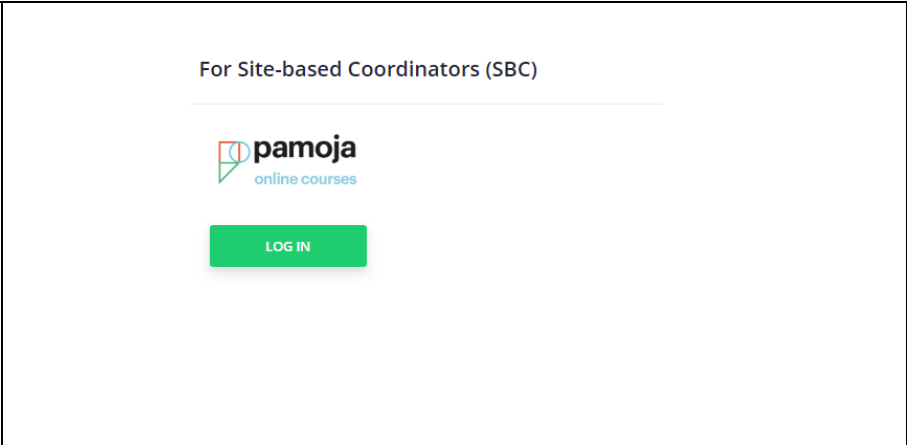 For Site-based Coordinators (SBC)
pamoja
online courses
LOG IN